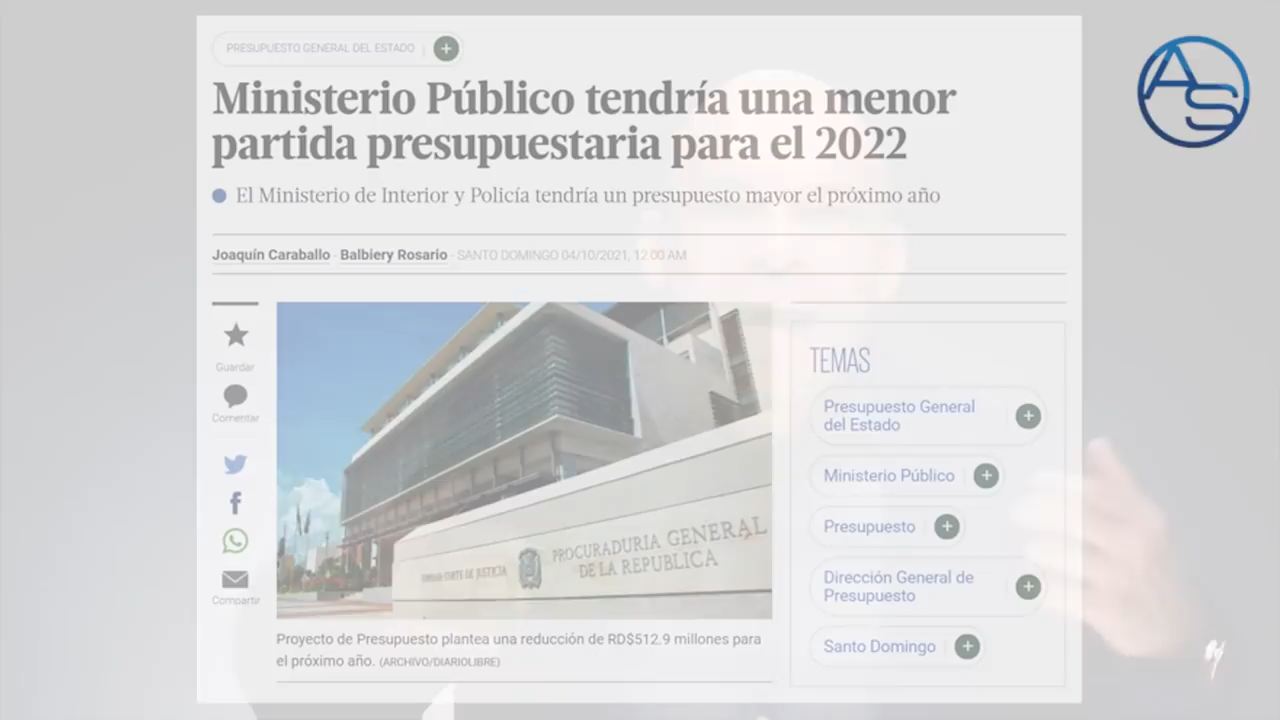 PRESUPUESTO GENERAL DEL ESTADO
Ministerio Público tendría una menor
partida presupuestaria para el 2022
El Ministerio de Interior y Policía tendría un presupuesto mayor el próximo año
Joaquín Caraballo - Balbiery Rosario - SANTO DOMINGO 04/10/2021, 12:00 AM
Guardar
Comentar
Compartir
SUPREMA CORTE DE JUSTICIA
PROCURADURIA GENERAL
DE LA REPUBLICA
Proyecto de Presupuesto plantea una reducción de RD$512.9 millones para
el próximo año. (ARCHIVO/DIARIOLIBRE)
TEMAS
Presupuesto General
del Estado
Ministerio Público
Presupuesto
Dirección General de
Presupuesto
Santo Domingo
AS